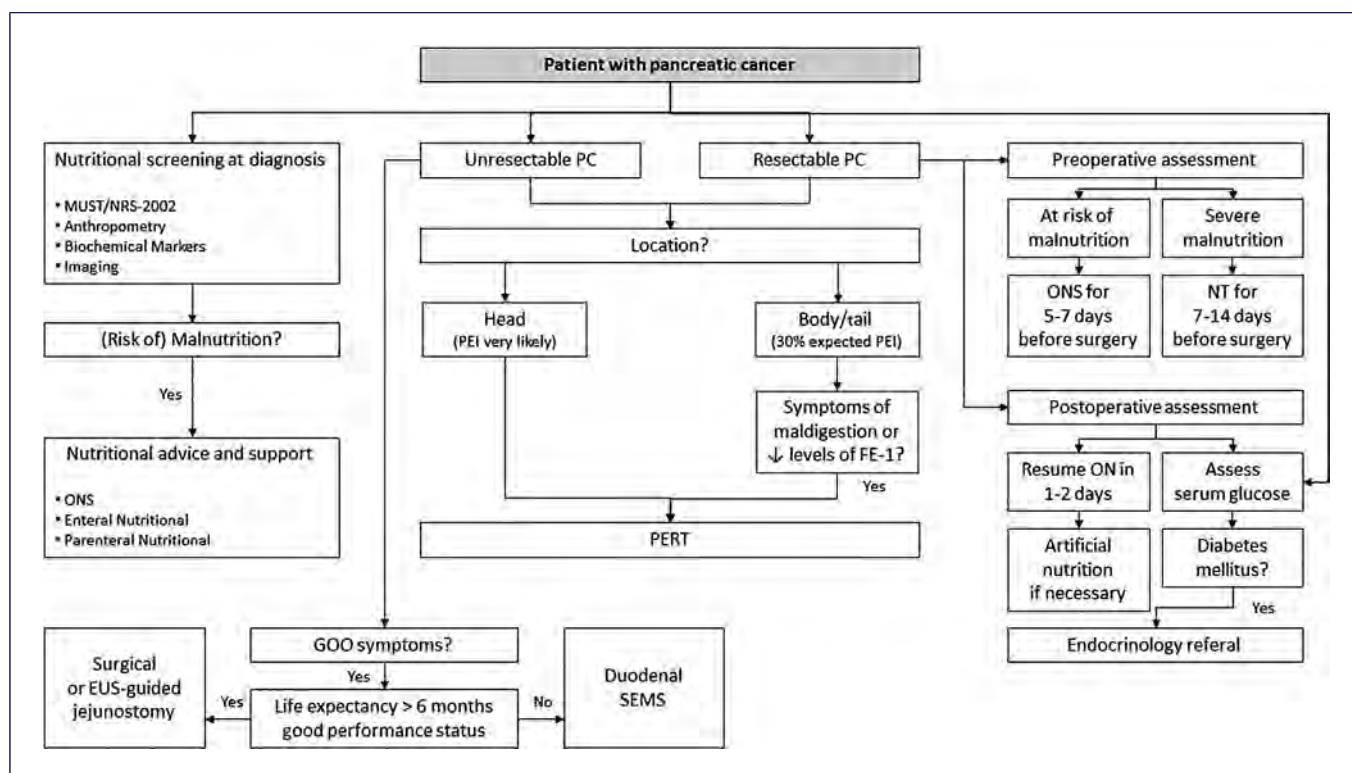 Patient with pancreatic cancer
Nutritional screening at diagnosis
▪ MUST/NRS-2002
▪ Anthropometry
▪ Biochemical Markers
▪ Imaging
(Risk of) Malnutrition?
Yes
Nutritional advice and support
▪ ONS
▪ Enteral Nutritional
▪ Parenteral Nutritional
Unresectable PC
Resectable PC
Location?
Head
(PEI very likely)
Body/tail
(30% expected PEI)
Symptoms of
maldigestion or
↓ levels of FE-1?
Yes
PERT
Preoperative assessment
At risk of
malnutrition
Severe
malnutrition
ONS for
5-7 days
before surgery
NT for
7-14 days
before surgery
Postoperative assessment
Resume ON in
1-2 days
Assess
serum glucose
Artificial
nutrition
if necessary
Diabetes
mellitus?
Yes
Endocrinology referal
GOO symptoms?
Yes
Life expectancy > 6 months
good performance status
Yes
Surgical
or EUS-guided
jejunostomy
No
Duodenal
SEMS